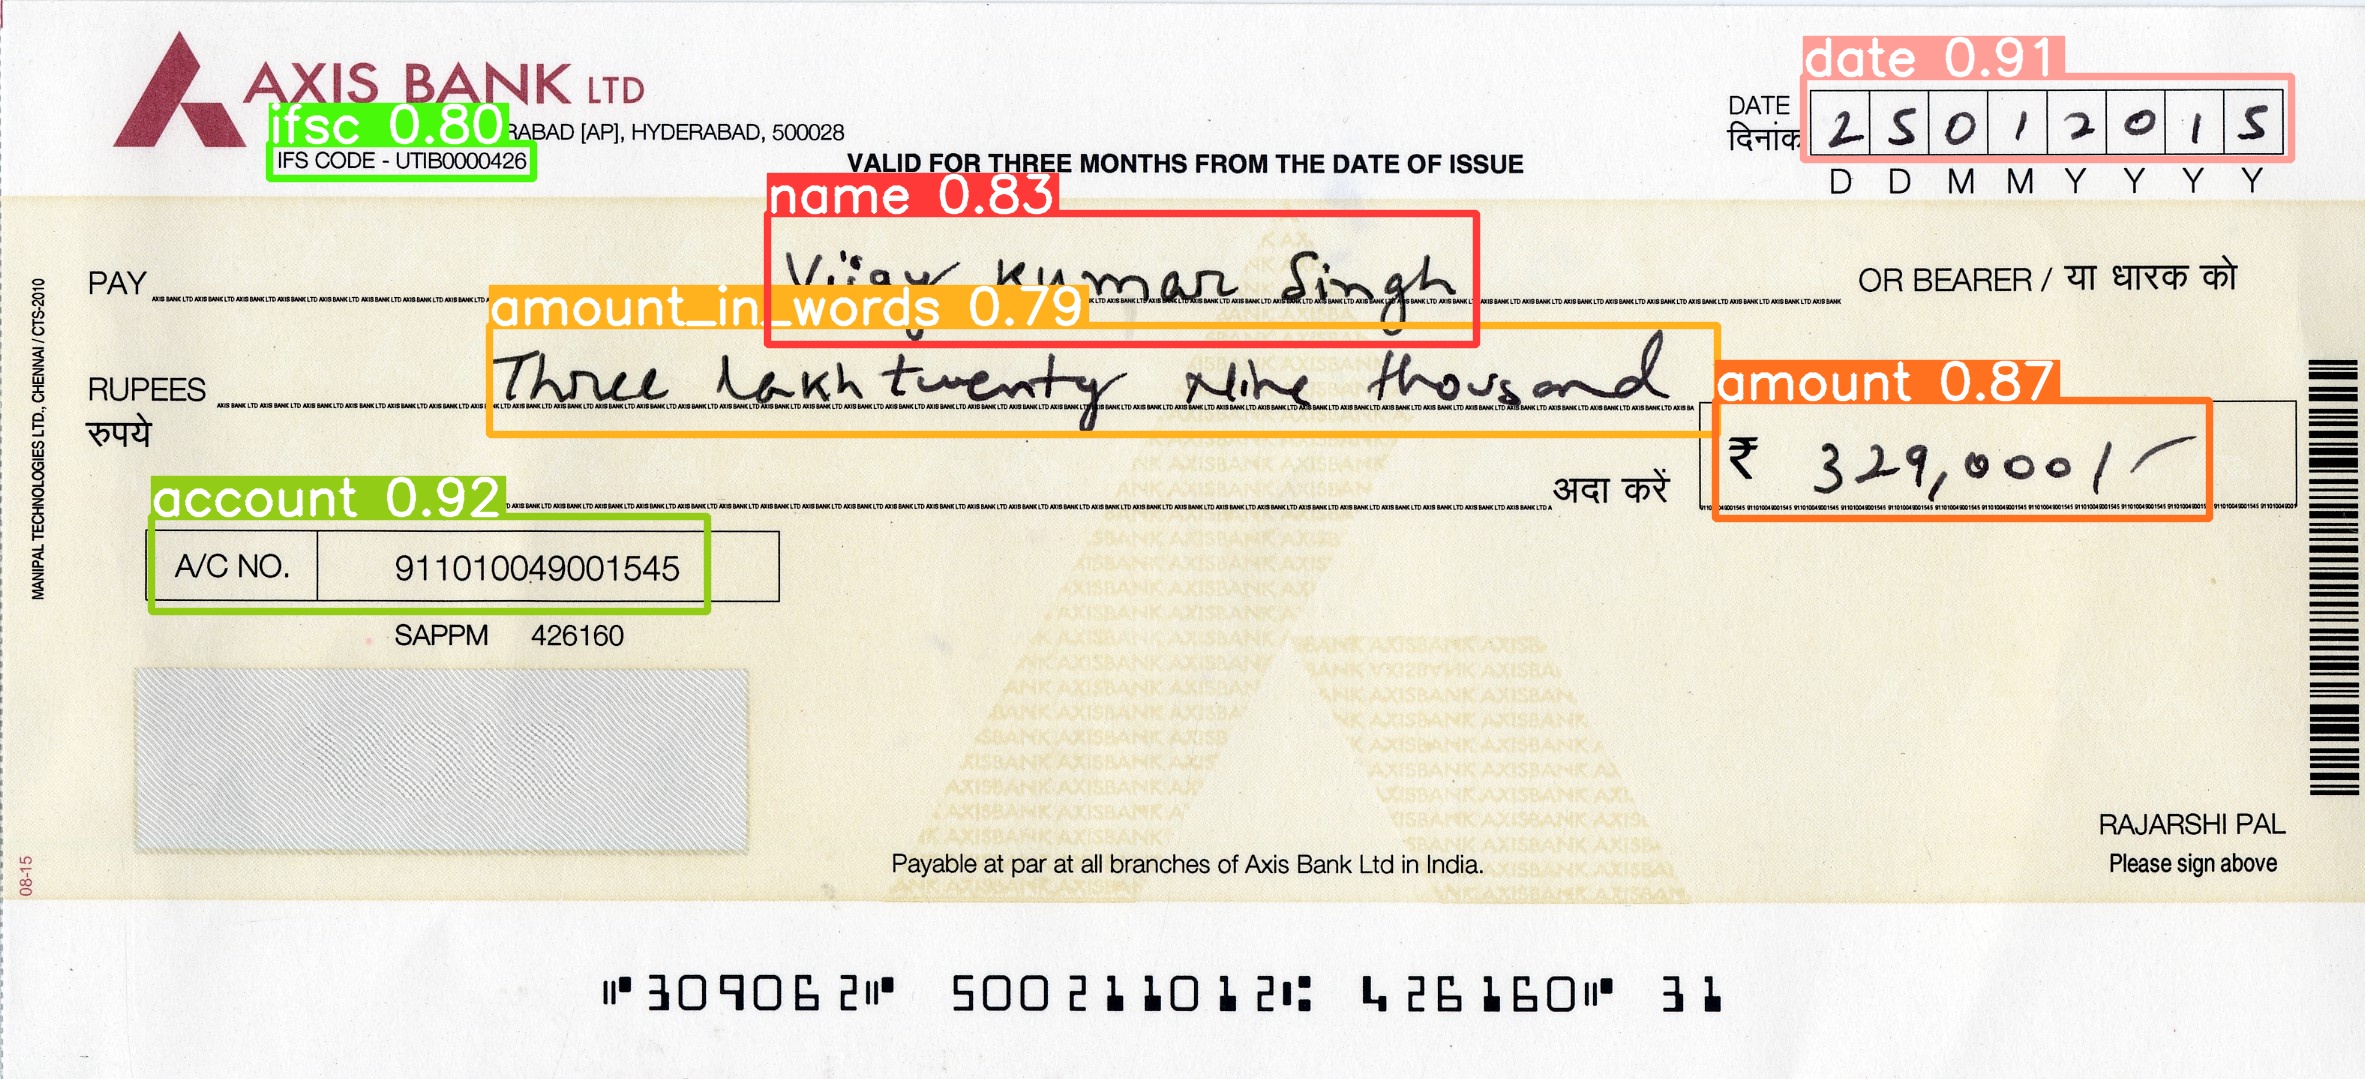 AXIS BANK LTD
date 0.91
DATE
दिनांक
2 5 0 1 2 0 1 5
D D M M Y Y Y Y
ifsc 0.80
RABAD [AP], HYDERABAD, 500028
IFS CODE - UTIB0000426
VALID FOR THREE MONTHS FROM THE DATE OF ISSUE
name 0.83
PAY Vijay Kumar Singh OR BEARER / या धारक को
amount_in_words 0.79
RUPEES Three lakh twenty Nine thousand
रुपये
amount 0.87
अदा करें ₹ 329,000/-
account 0.92
A/C NO. 911010049001545
SAPPM 426160
VOID
RAJARSHI PAL
Please sign above
Payable at par at all branches of Axis Bank Ltd in India.
MANIPAL TECHNOLOGIES LTD., CHENNAI / CTS-2010
08-15
⑈309062⑈ 500211012⑆ 426160⑈ 31